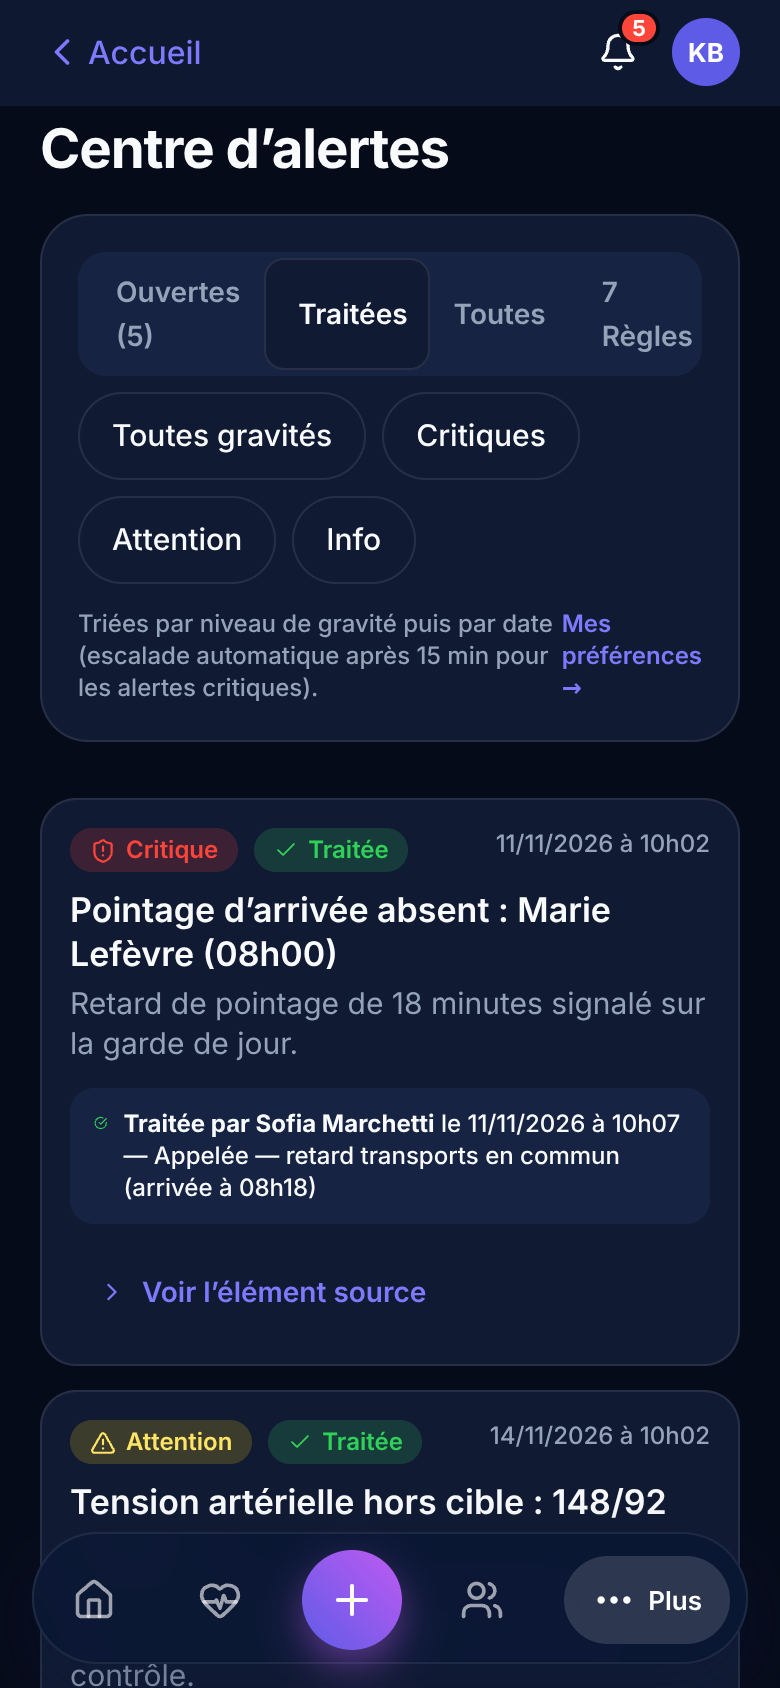 Accueil
5
KB
Centre d’alertes
Ouvertes
(5)
Traitées
Toutes
7
Règles
Toutes gravités
Critiques
Attention
Info
Triées par niveau de gravité puis par date
(escalade automatique après 15 min pour
les alertes critiques).
Mes
préférences
→
Critique
Traitée
11/11/2026 à 10h02
Pointage d’arrivée absent : Marie
Lefèvre (08h00)
Retard de pointage de 18 minutes signalé sur
la garde de jour.
Traitée par Sofia Marchetti le 11/11/2026 à 10h07
— Appelée — retard transports en commun
(arrivée à 08h18)
Voir l’élément source
Attention
Traitée
14/11/2026 à 10h02
Tension artérielle hors cible : 148/92
Plus
contrôle.